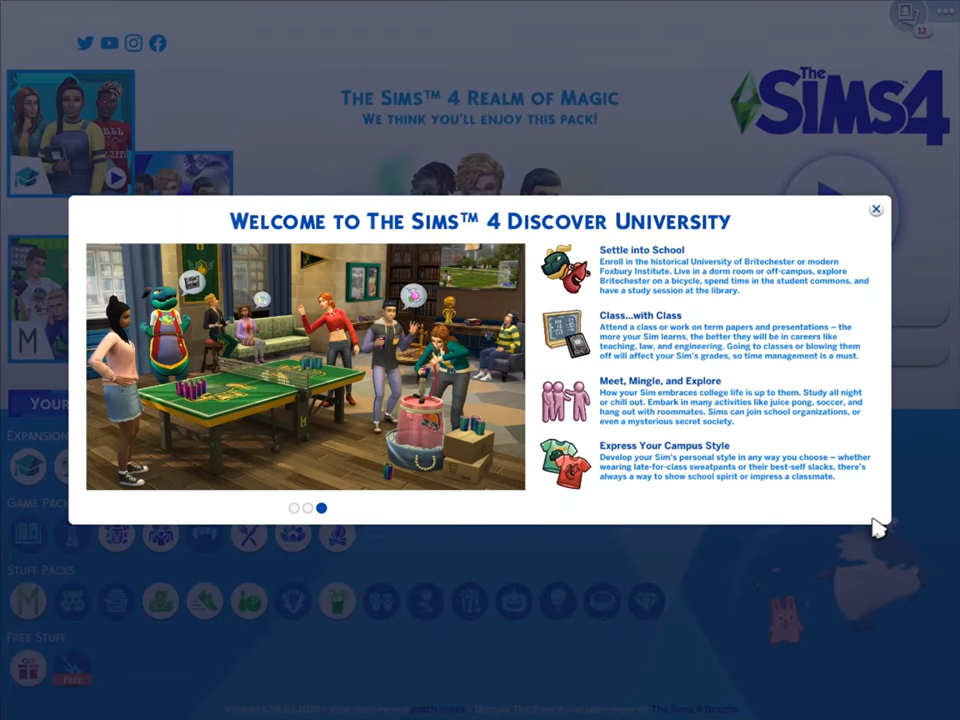 12
The
SIMS4
THE SIMS™ 4 REALM OF MAGIC
WE THINK YOU'LL ENJOY THIS PACK!
WELCOME TO THE SIMS™ 4 DISCOVER UNIVERSITY
Settle into School
Enroll in the historical University of Britechester or modern
Foxbury Institute. Live in a dorm room or off-campus, explore
Britechester on a bicycle, spend time in the student commons, and
have a study session at the library.
Class...with Class
Attend a class or work on term papers and presentations – the
more your Sim learns, the better they will be in careers like
teaching, law, and engineering. Going to classes or blowing them
off will affect your Sim's grades, so time management is a must.
Meet, Mingle, and Explore
How your Sim embraces college life is up to them. Study all night
or chill out. Embark in many activities like juice pong, soccer, and
hang out with roommates. Sims can join school organizations, or
even a mysterious secret society.
Express Your Campus Style
Develop your Sim's personal style in any way you choose – whether
wearing late-for-class sweatpants or their best-self slacks, there's
always a way to show school spirit or impress a classmate.
YOUR
EXPANSION
GAME PACK
STUFF PACKS
FREE STUFF
FREE
patch notes
The Sims 4 forums